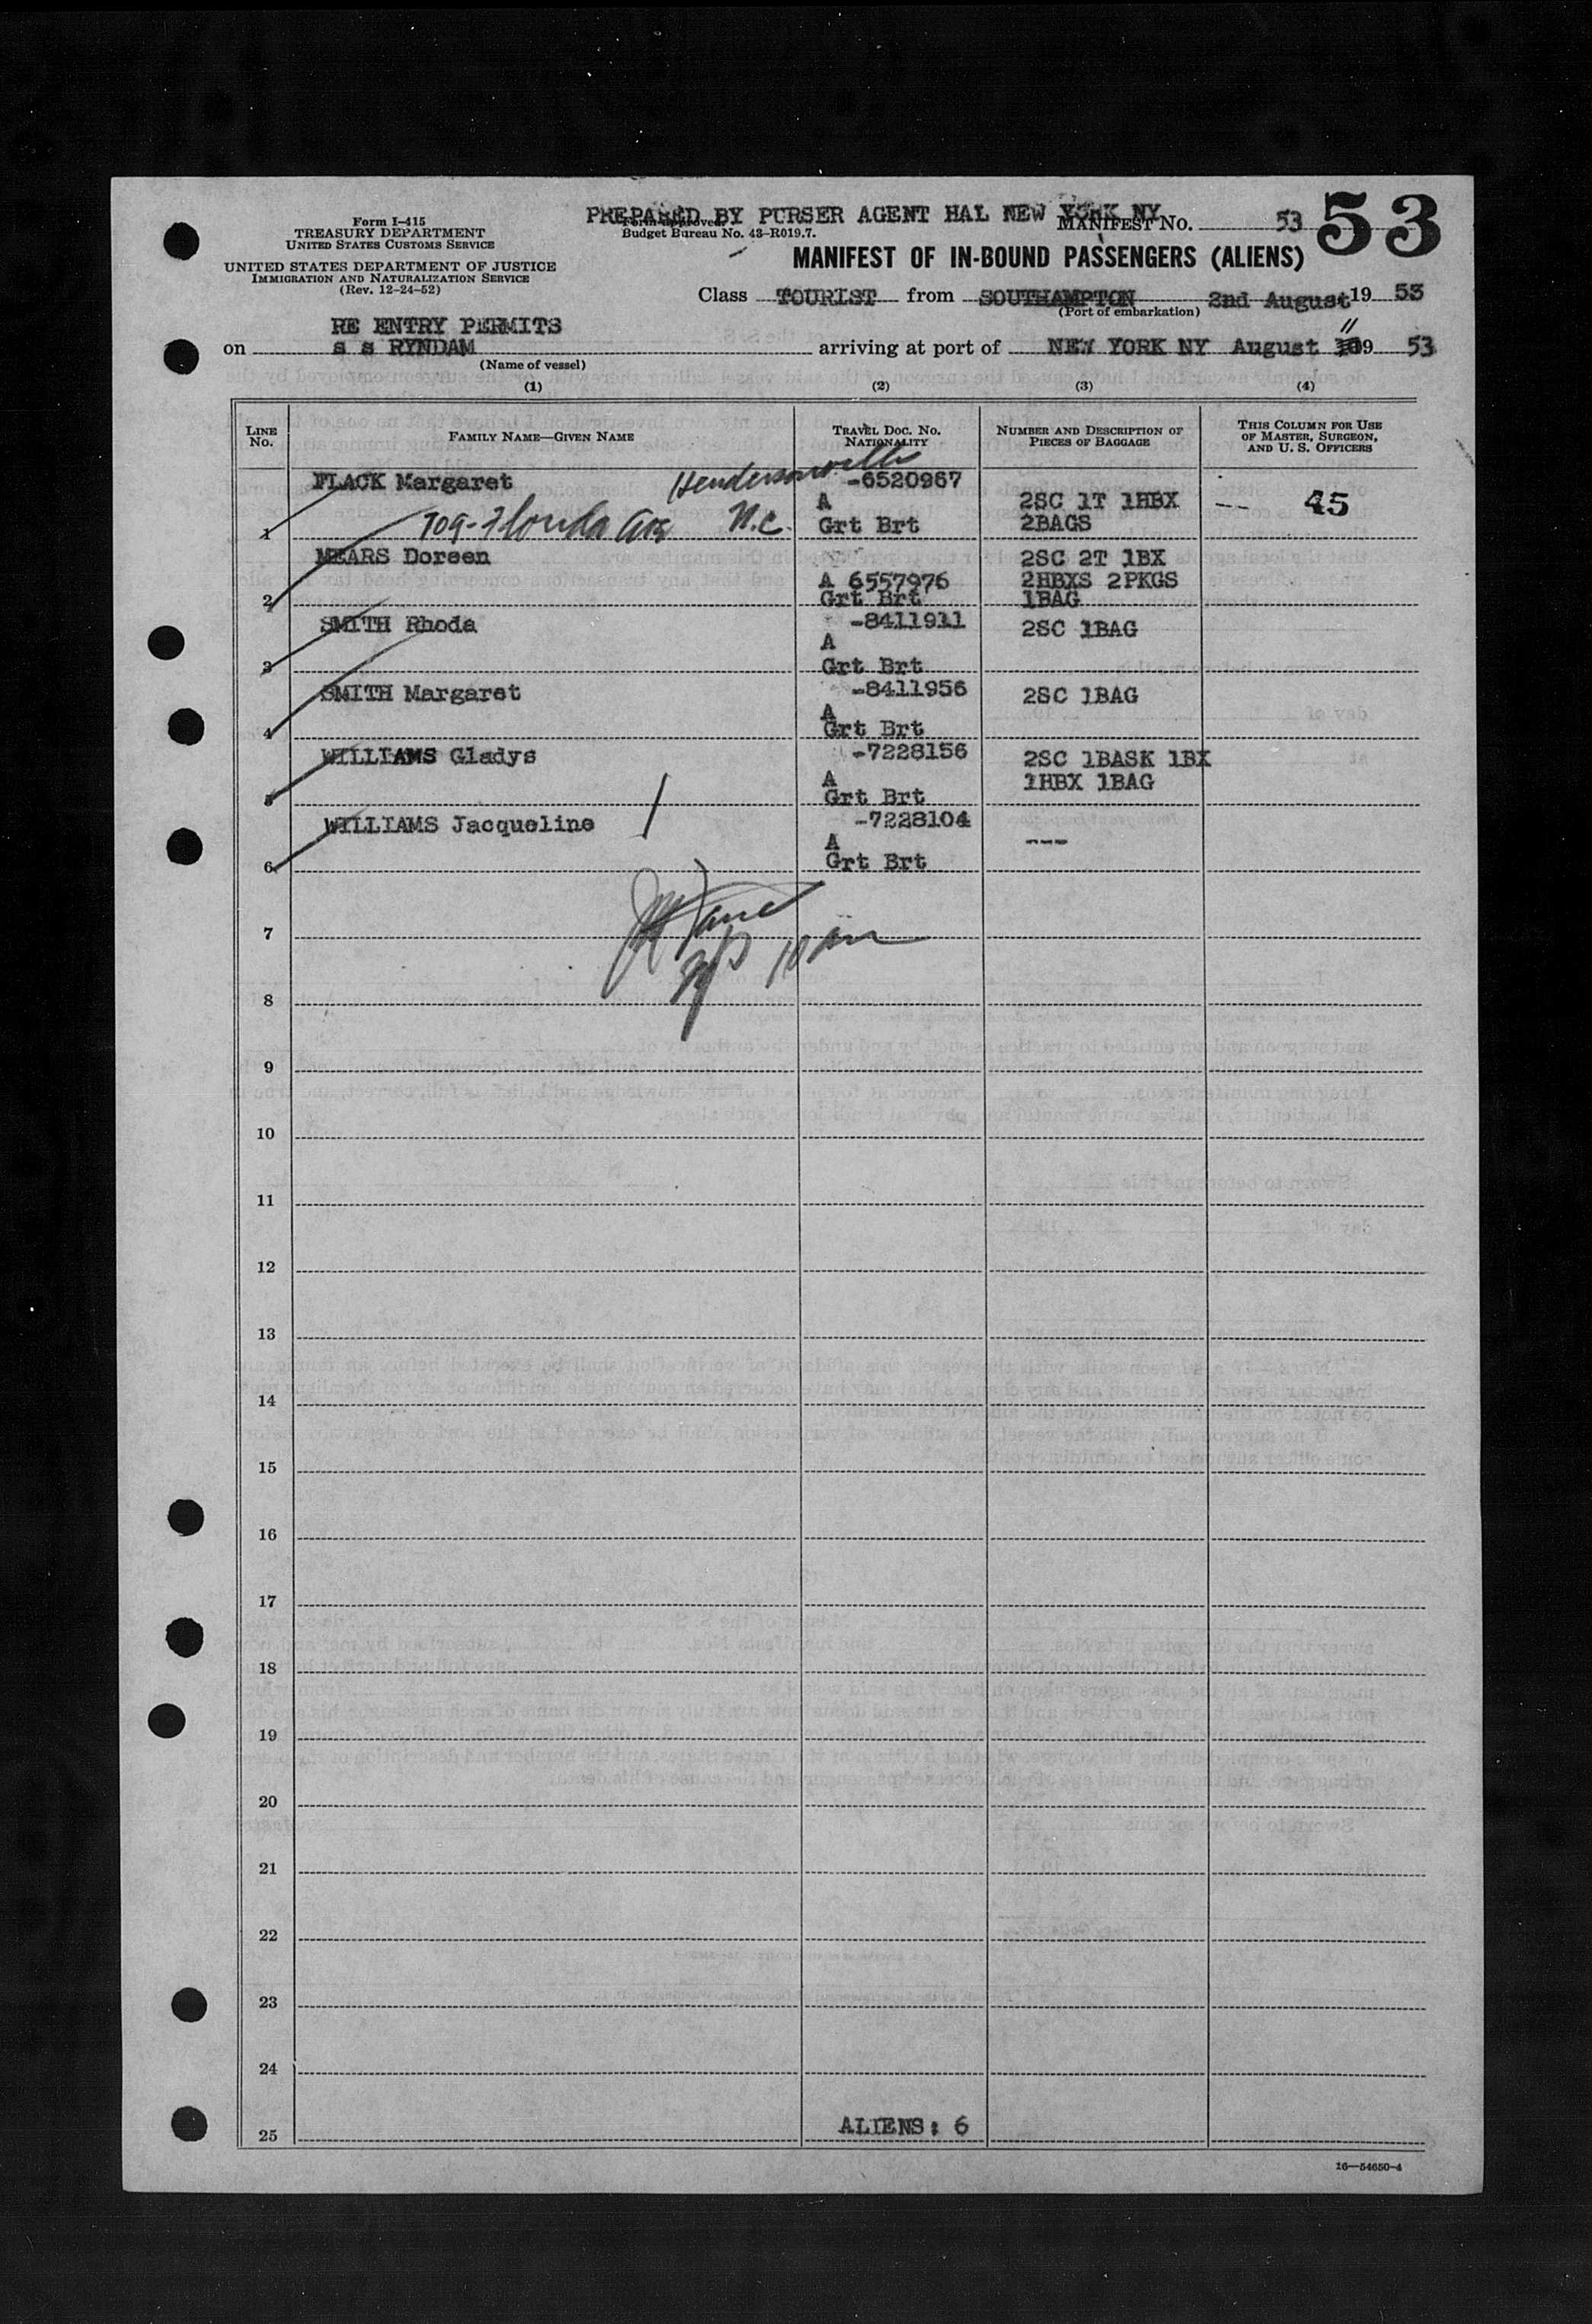 PREPARED BY PURSER AGENT HAL NEW YORK NY
Form I-415
TREASURY DEPARTMENT
UNITED STATES CUSTOMS SERVICE
UNITED STATES DEPARTMENT OF JUSTICE
IMMIGRATION AND NATURALIZATION SERVICE
(Rev. 12-24-52)
Form approved.
Budget Bureau No. 43-R019.7.
MANIFEST No. 53
53
MANIFEST OF IN-BOUND PASSENGERS (ALIENS)
Class TOURIST from SOUTHAMPTON 2nd August 19 53
(Port of embarkation)
RE ENTRY PERMITS
on s s RYNDAM arriving at port of NEW YORK NY August 11 19 53
(Name of vessel)
(1) (2) (3) (4)
LINE No. FAMILY NAME—GIVEN NAME TRAVEL DOC. NO. NATIONALITY NUMBER AND DESCRIPTION OF PIECES OF BAGGAGE THIS COLUMN FOR USE OF MASTER, SURGEON, AND U. S. OFFICERS
FLACK Margaret Hendersonville -6520967
A 2SC 1T 1HBX --- 45
1 709-Florida Ave N.C. Grt Brt 2BAGS
MEARS Doreen 2SC 2T 1BX
A 6557976 2HBXS 2PKGS
2 Grt Brt 1BAG
SMITH Rhoda -8411911 2SC 1BAG
A
3 Grt Brt
SMITH Margaret -8411956 2SC 1BAG
A
4 Grt Brt
WILLIAMS Gladys -7228156 2SC 1BASK 1BX
A 1HBX 1BAG
5 Grt Brt
WILLIAMS Jacqueline / -7228104
A ---
6 Grt Brt
7
8
9
10
11
12
13
14
15
16
17
18
19
20
21
22
23
24
25 ALIENS: 6
16—54650-4